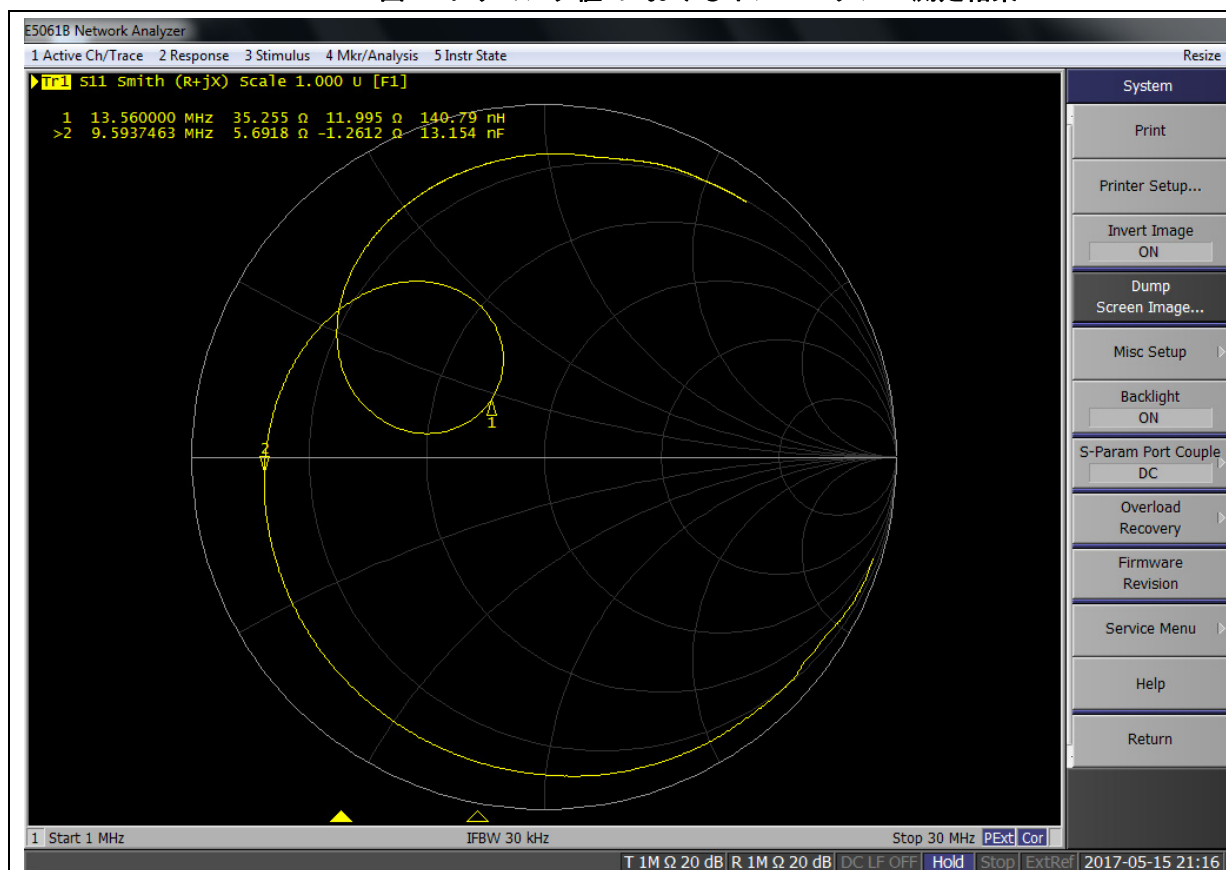 E5061B Network Analyzer
1 Active Ch/Trace 2 Response 3 Stimulus 4 Mkr/Analysis 5 Instr State
Resize
Tr1 S11 Smith (R+jX) Scale 1.000 U [F1]
1 13.560000 MHz 35.255 Ω 11.995 Ω 140.79 nH
>2 9.5937463 MHz 5.6918 Ω -1.2612 Ω 13.154 nF
1
2
System
Print
Printer Setup...
Invert Image
ON
Dump
Screen Image...
Misc Setup
Backlight
ON
S-Param Port Couple
DC
Overload
Recovery
Firmware
Revision
Service Menu
Help
Return
1 Start 1 MHz
IFBW 30 kHz
Stop 30 MHz PExt Cor
T 1M Ω 20 dB R 1M Ω 20 dB DC LF OFF Hold Stop ExtRef 2017-05-15 21:16